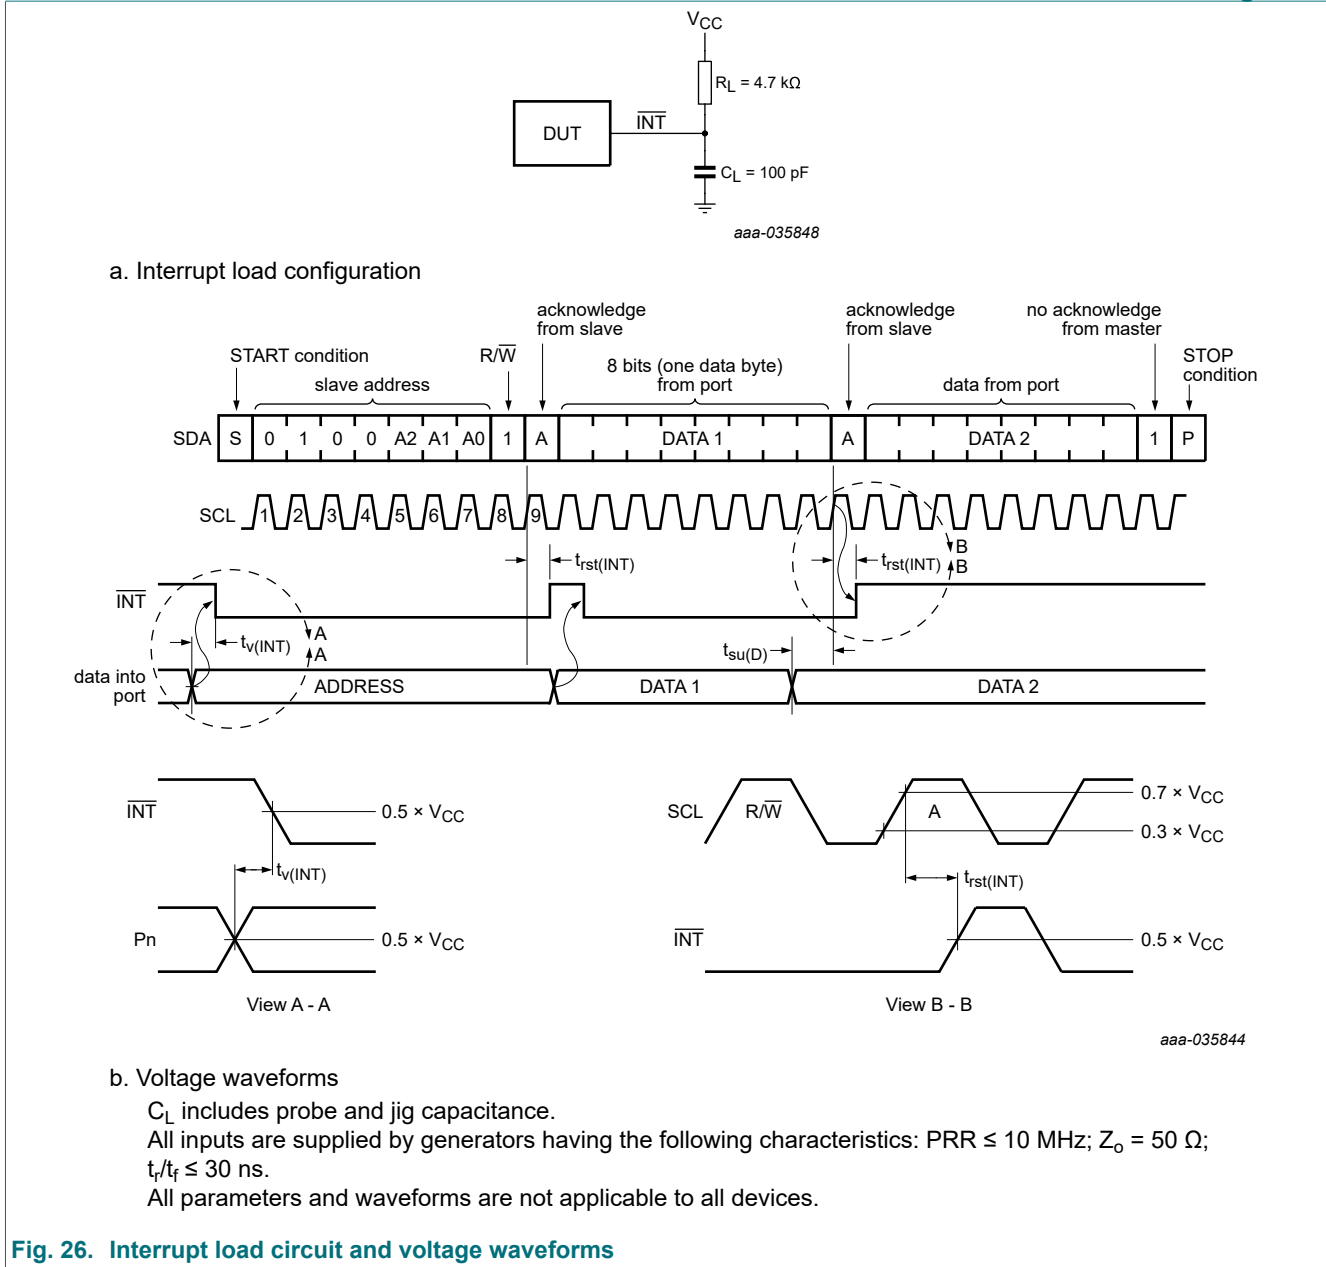 VCC
RL = 4.7 kΩ
DUT
INT
CL = 100 pF
aaa-035848
a. Interrupt load configuration
acknowledge
from slave
acknowledge
from slave
no acknowledge
from master
START condition
R/W
slave address
8 bits (one data byte)
from port
data from port
STOP
condition
SDA S 0 1 0 0 A2 A1 A0 1 A DATA 1 A DATA 2 1 P
SCL 1 2 3 4 5 6 7 8 9
trst(INT)
trst(INT)
B
B
INT
tv(INT)
A
A
tsu(D)
data into
port
ADDRESS DATA 1 DATA 2
INT
0.5 × VCC
tv(INT)
Pn
0.5 × VCC
View A - A
SCL R/W A
0.7 × VCC
0.3 × VCC
trst(INT)
INT
0.5 × VCC
View B - B
aaa-035844
b. Voltage waveforms
CL includes probe and jig capacitance.
All inputs are supplied by generators having the following characteristics: PRR ≤ 10 MHz; Zo = 50 Ω;
tr/tf ≤ 30 ns.
All parameters and waveforms are not applicable to all devices.
Fig. 26. Interrupt load circuit and voltage waveforms